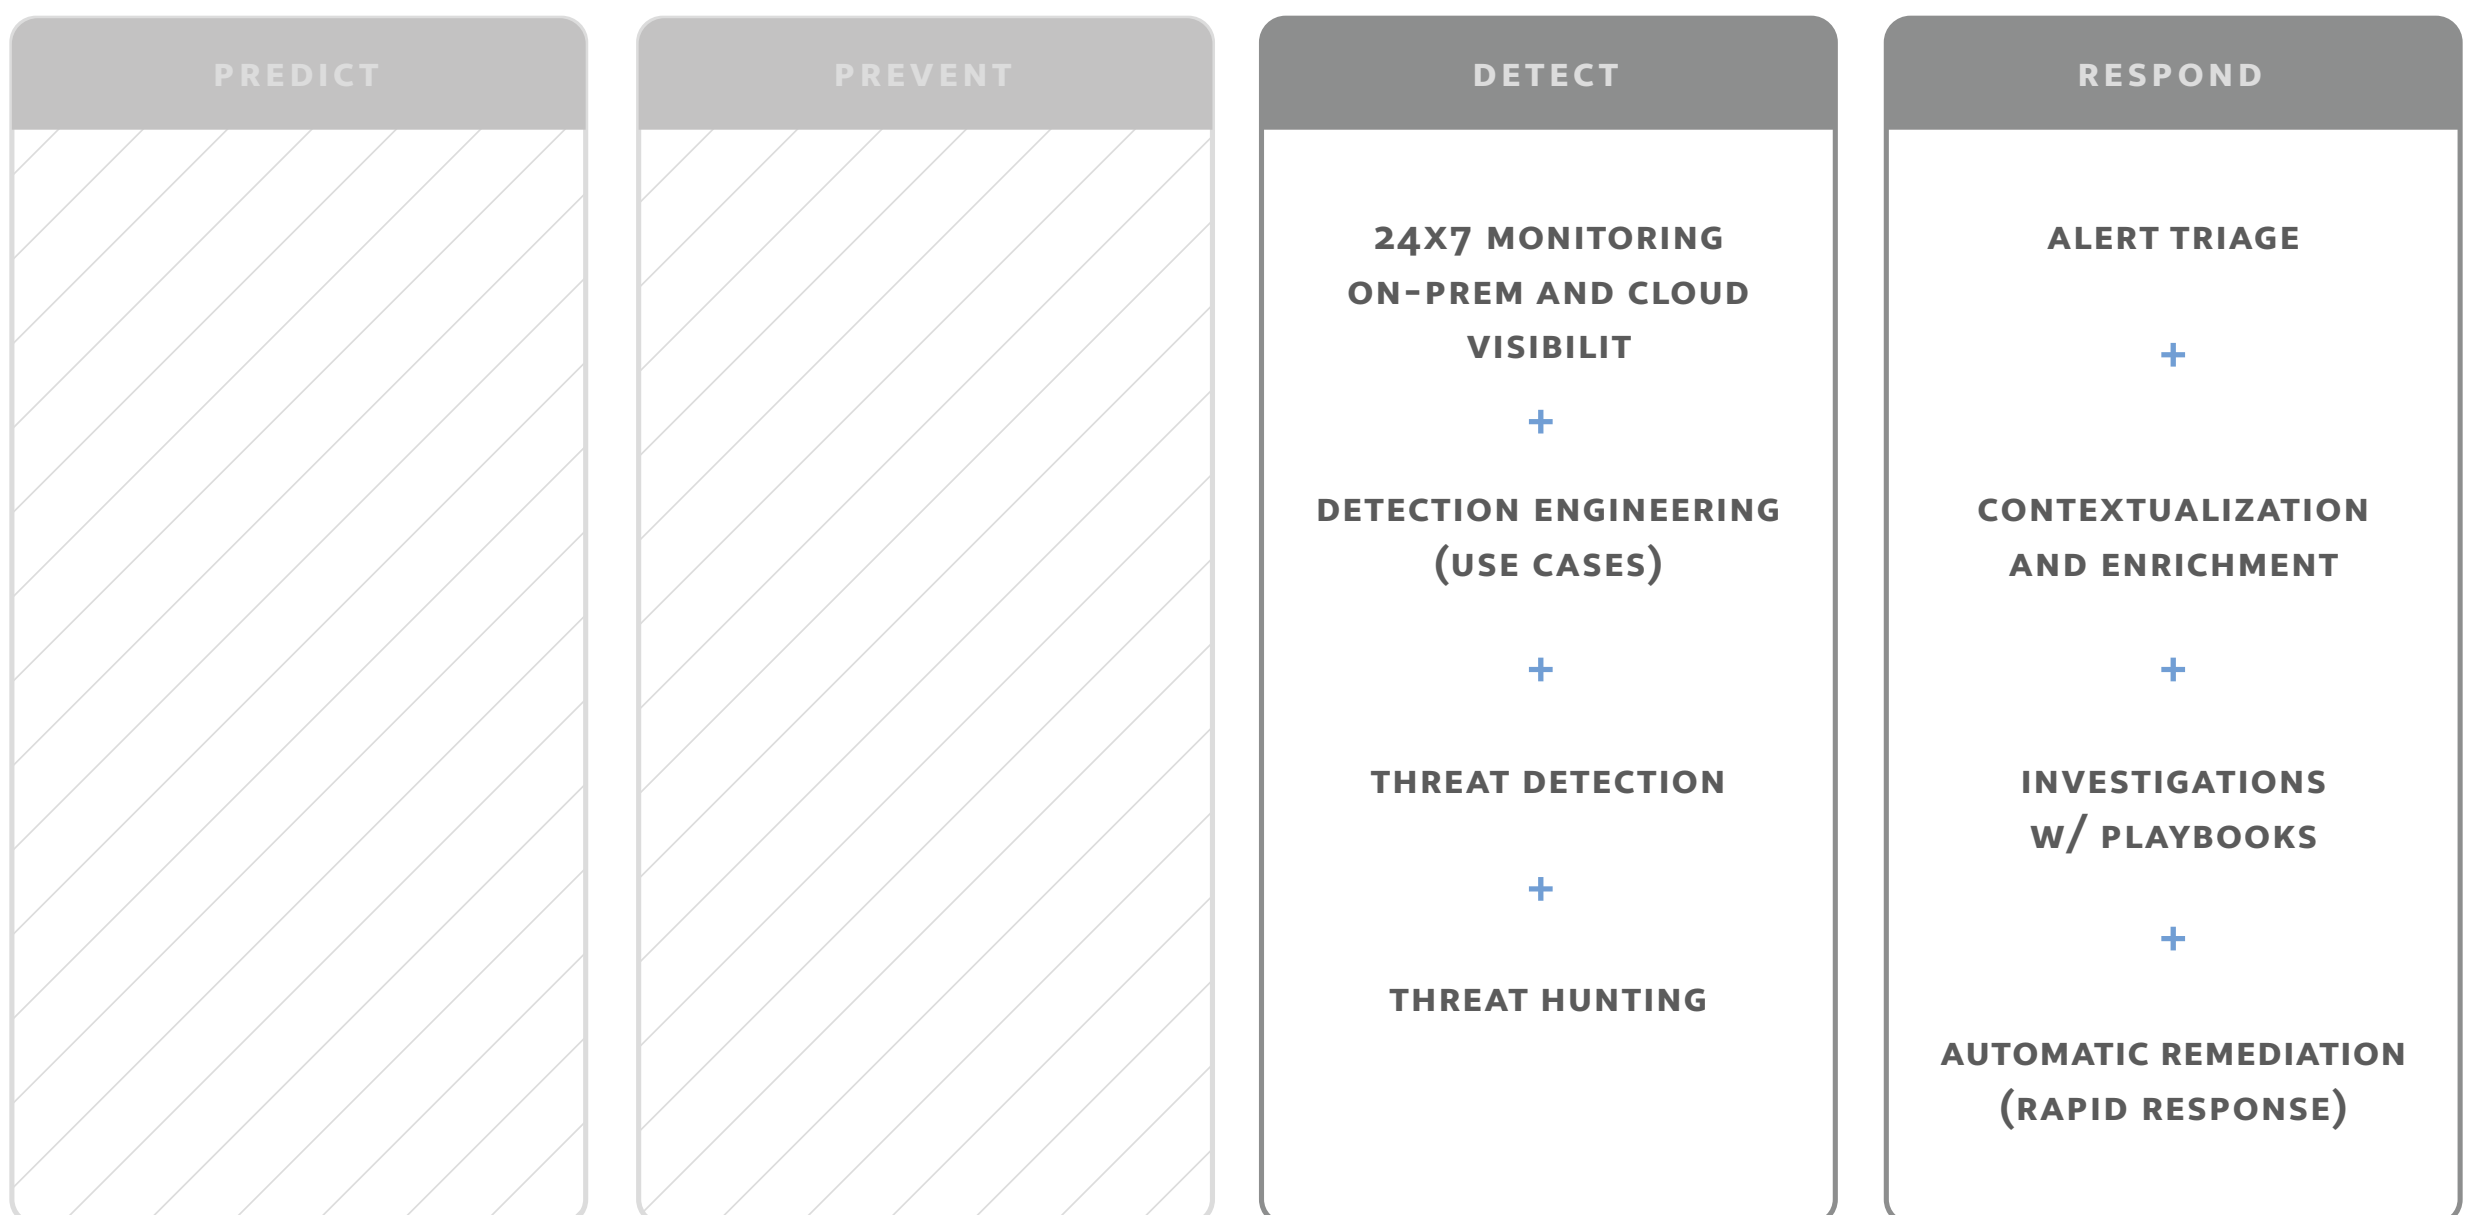 PREDICT
PREVENT
DETECT
RESPOND
24X7 MONITORING
ON-PREM AND CLOUD
VISIBILIT
+
DETECTION ENGINEERING
(USE CASES)
+
THREAT DETECTION
+
THREAT HUNTING
ALERT TRIAGE
+
CONTEXTUALIZATION
AND ENRICHMENT
+
INVESTIGATIONS
W/ PLAYBOOKS
+
AUTOMATIC REMEDIATION
(RAPID RESPONSE)